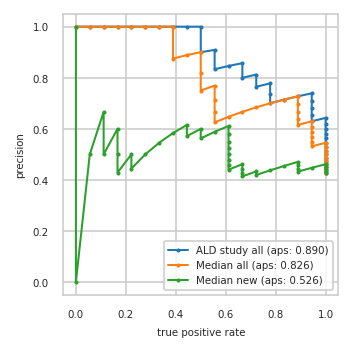 1.0
0.8
0.6
0.4
0.2
0.0
precision
0.0 0.2 0.4 0.6 0.8 1.0
true positive rate
ALD study all (aps: 0.890)
Median all (aps: 0.826)
Median new (aps: 0.526)